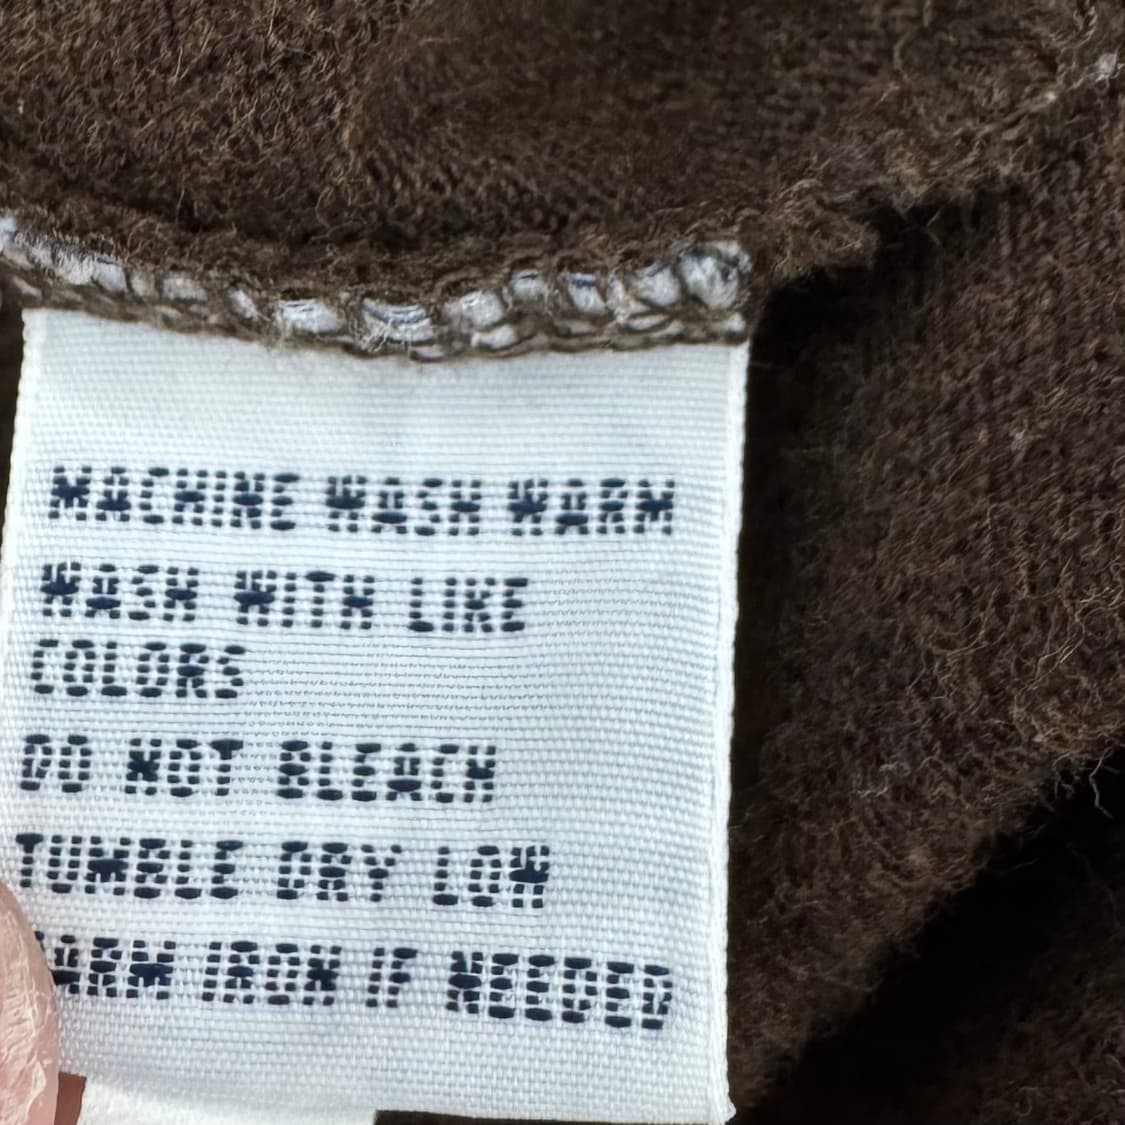 MACHINE WASH WARM
WASH WITH LIKE
COLORS
DO NOT BLEACH
TUMBLE DRY LOW
WARM IRON IF NEEDED